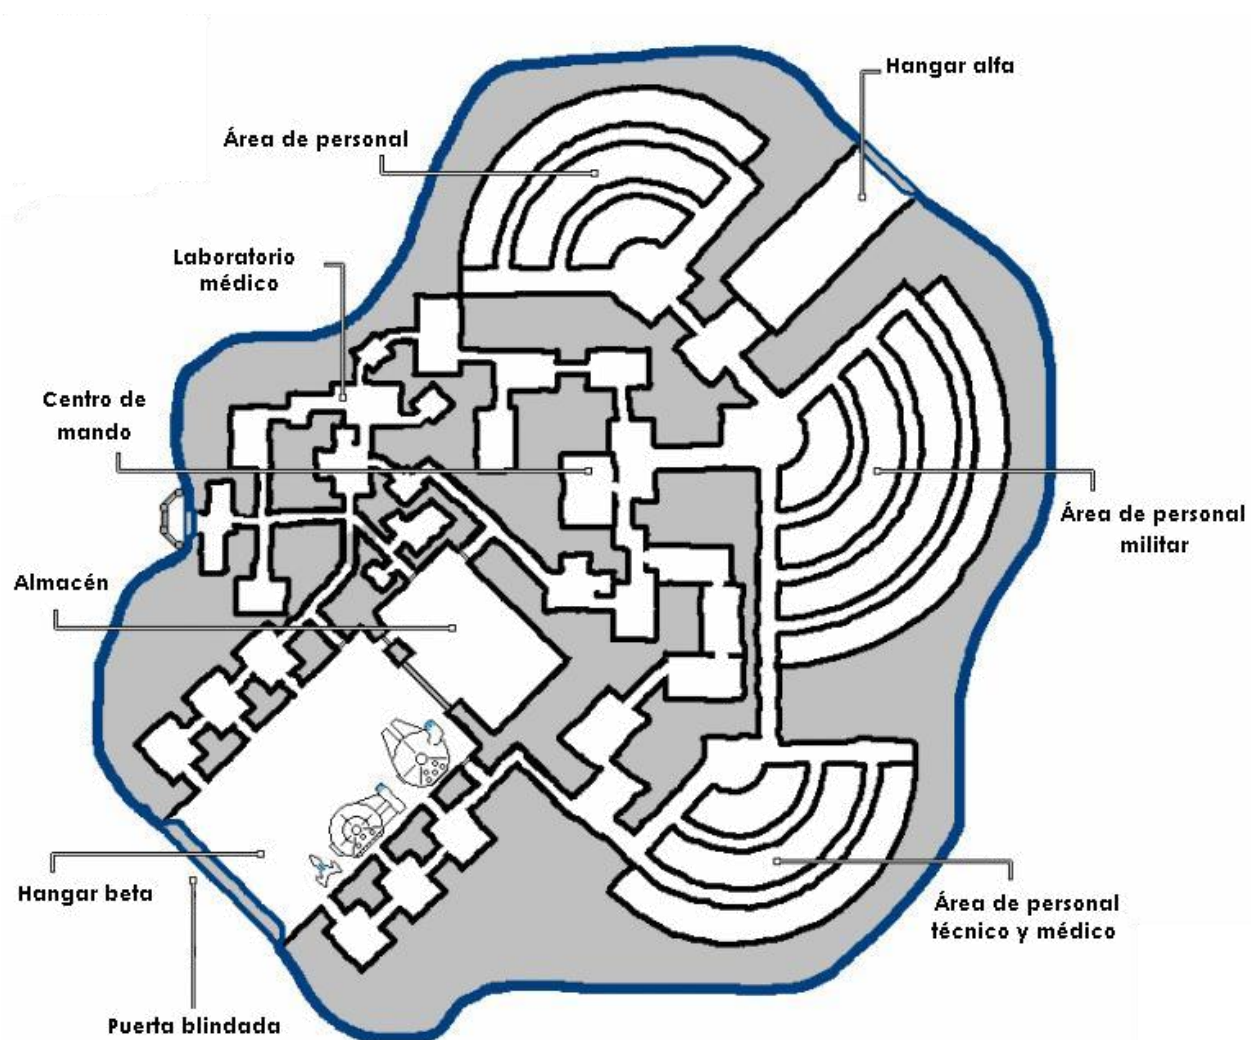 Hangar alfa
Área de personal
Laboratorio
médico
Centro de
mando
Área de personal
militar
Almacén
Hangar beta
Área de personal
técnico y médico
Puerta blindada